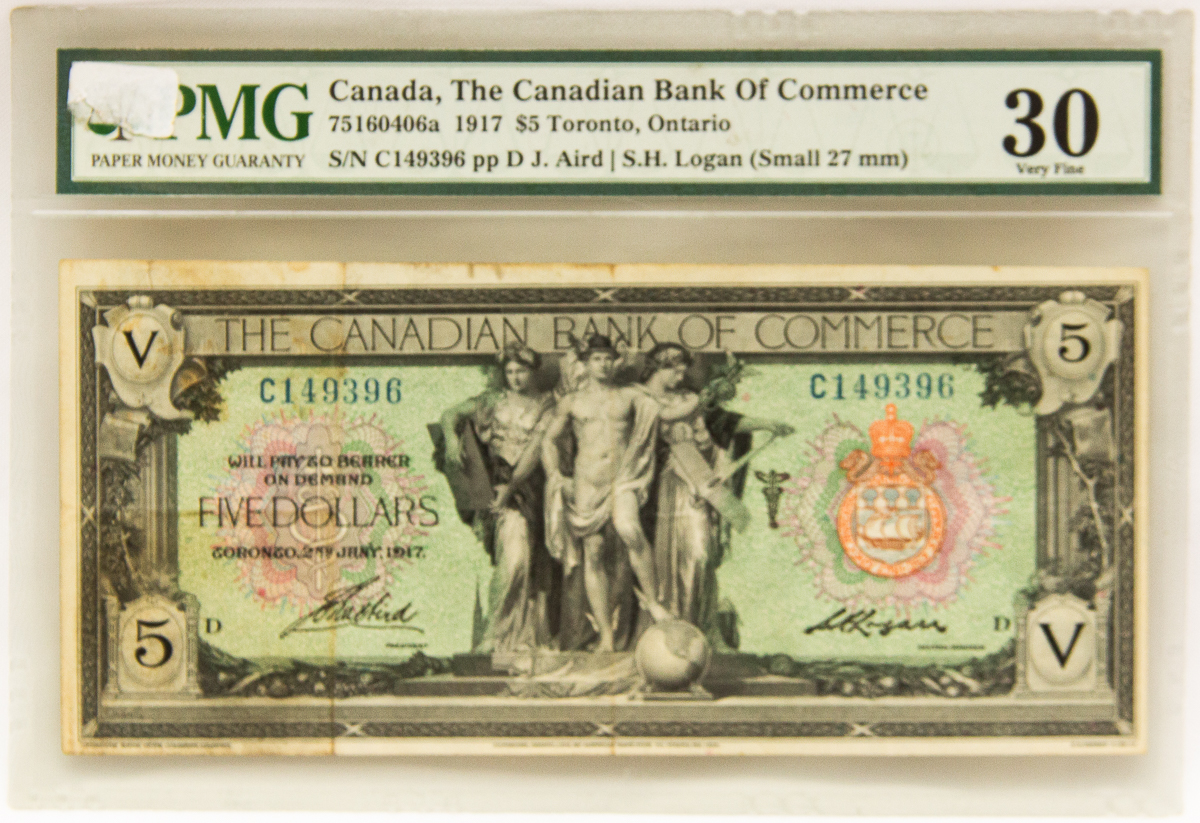 PMG
PAPER MONEY GUARANTY
Canada, The Canadian Bank Of Commerce
75160406a 1917 $5 Toronto, Ontario
S/N C149396 pp D J. Aird | S.H. Logan (Small 27 mm)
30
Very Fine
THE CANADIAN BANK OF COMMERCE
V
5
C149396
C149396
WILL PAY TO BEARER
ON DEMAND
FIVE DOLLARS
TORONTO, 2ND JANY, 1917.
5
D
D
V